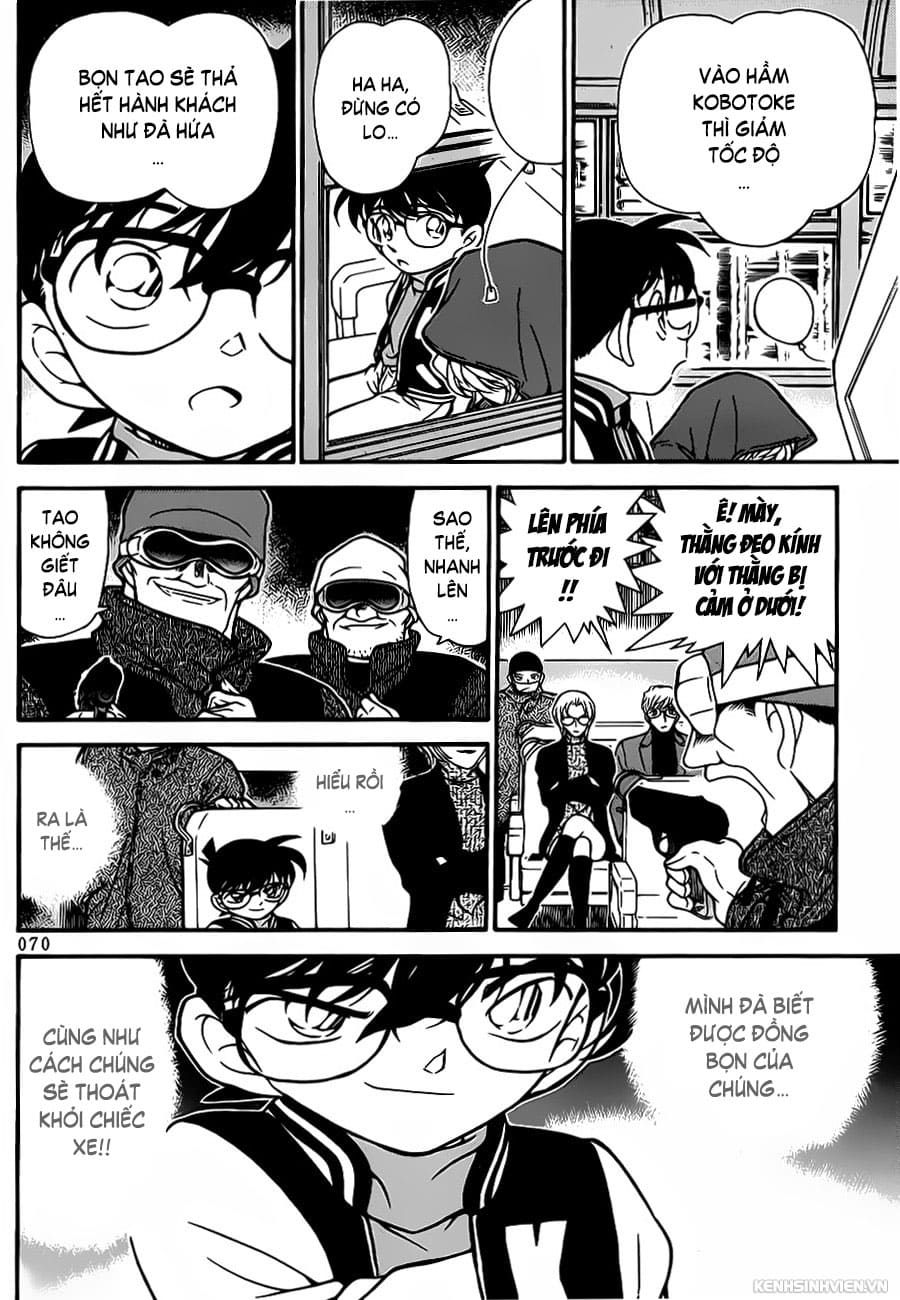 VÀO HẦM
KOBOTOKE
THÌ GIẢM
TỐC ĐỘ
...
HA HA,
ĐỪNG CÓ
LO...
BỌN TAO SẼ THẢ
HẾT HÀNH KHÁCH
NHƯ ĐÃ HỨA
...
Ê! MÀY,
THẰNG ĐEO KÍNH
VỚI THẰNG BỊ
CẢM Ở DƯỚI!
LÊN PHÍA
TRƯỚC ĐI
!!
SAO
THẾ,
NHANH
LÊN
TAO
KHÔNG
GIẾT
ĐÂU
...
HIỂU RỒI
...
RA LÀ
THẾ...
070
MÌNH ĐÃ BIẾT
ĐƯỢC ĐỒNG
BỌN CỦA
CHÚNG...
CŨNG NHƯ
CÁCH CHÚNG
SẼ THOÁT
KHỎI CHIẾC
XE!!
KENHSINHVIEN.VN